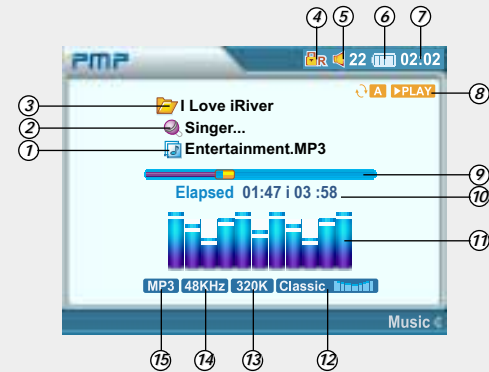 4 5 6 7
PMP R 22 02.02
A PLAY 8
3 I Love iRiver
2 Singer...
1 Entertainment.MP3
9
Elapsed 01:47 i 03 :58 10
11
MP3 48KHz 320K Classic
Music
15 14 13 12